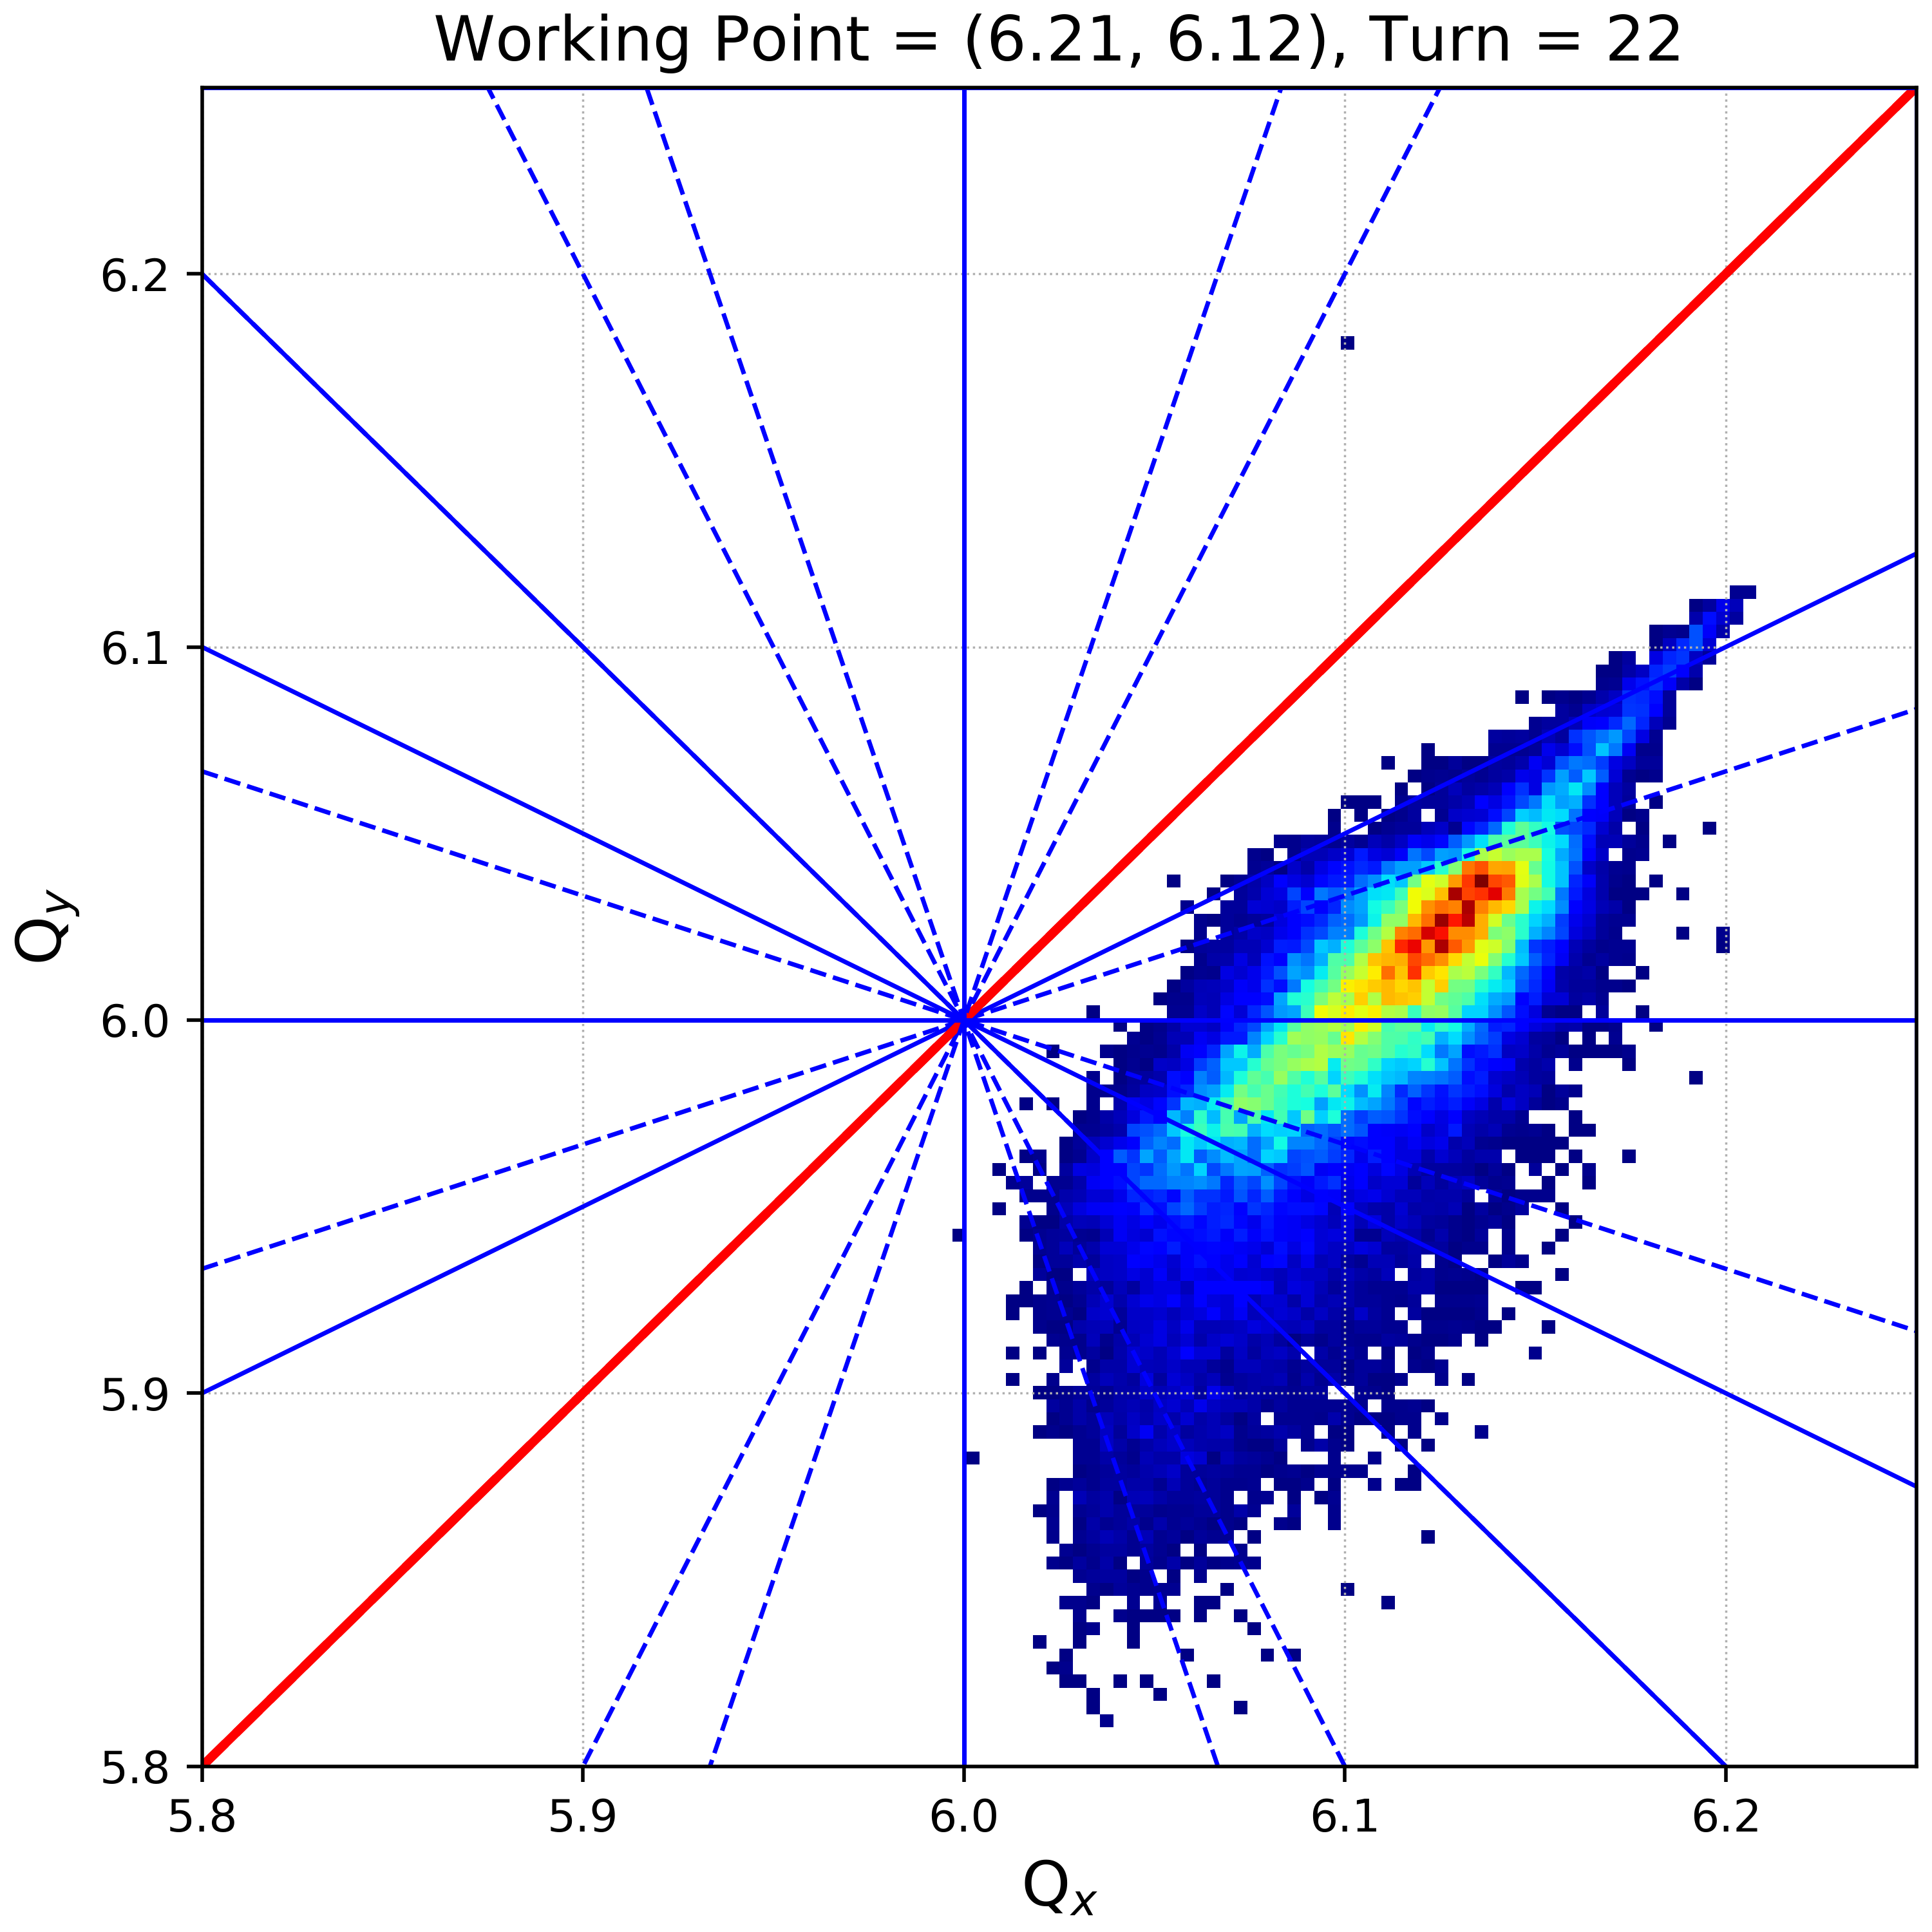 Working Point = (6.21, 6.12), Turn = 22
6.2
6.1
6.0
5.9
5.8
Qy
5.8 5.9 6.0 6.1 6.2
Qx